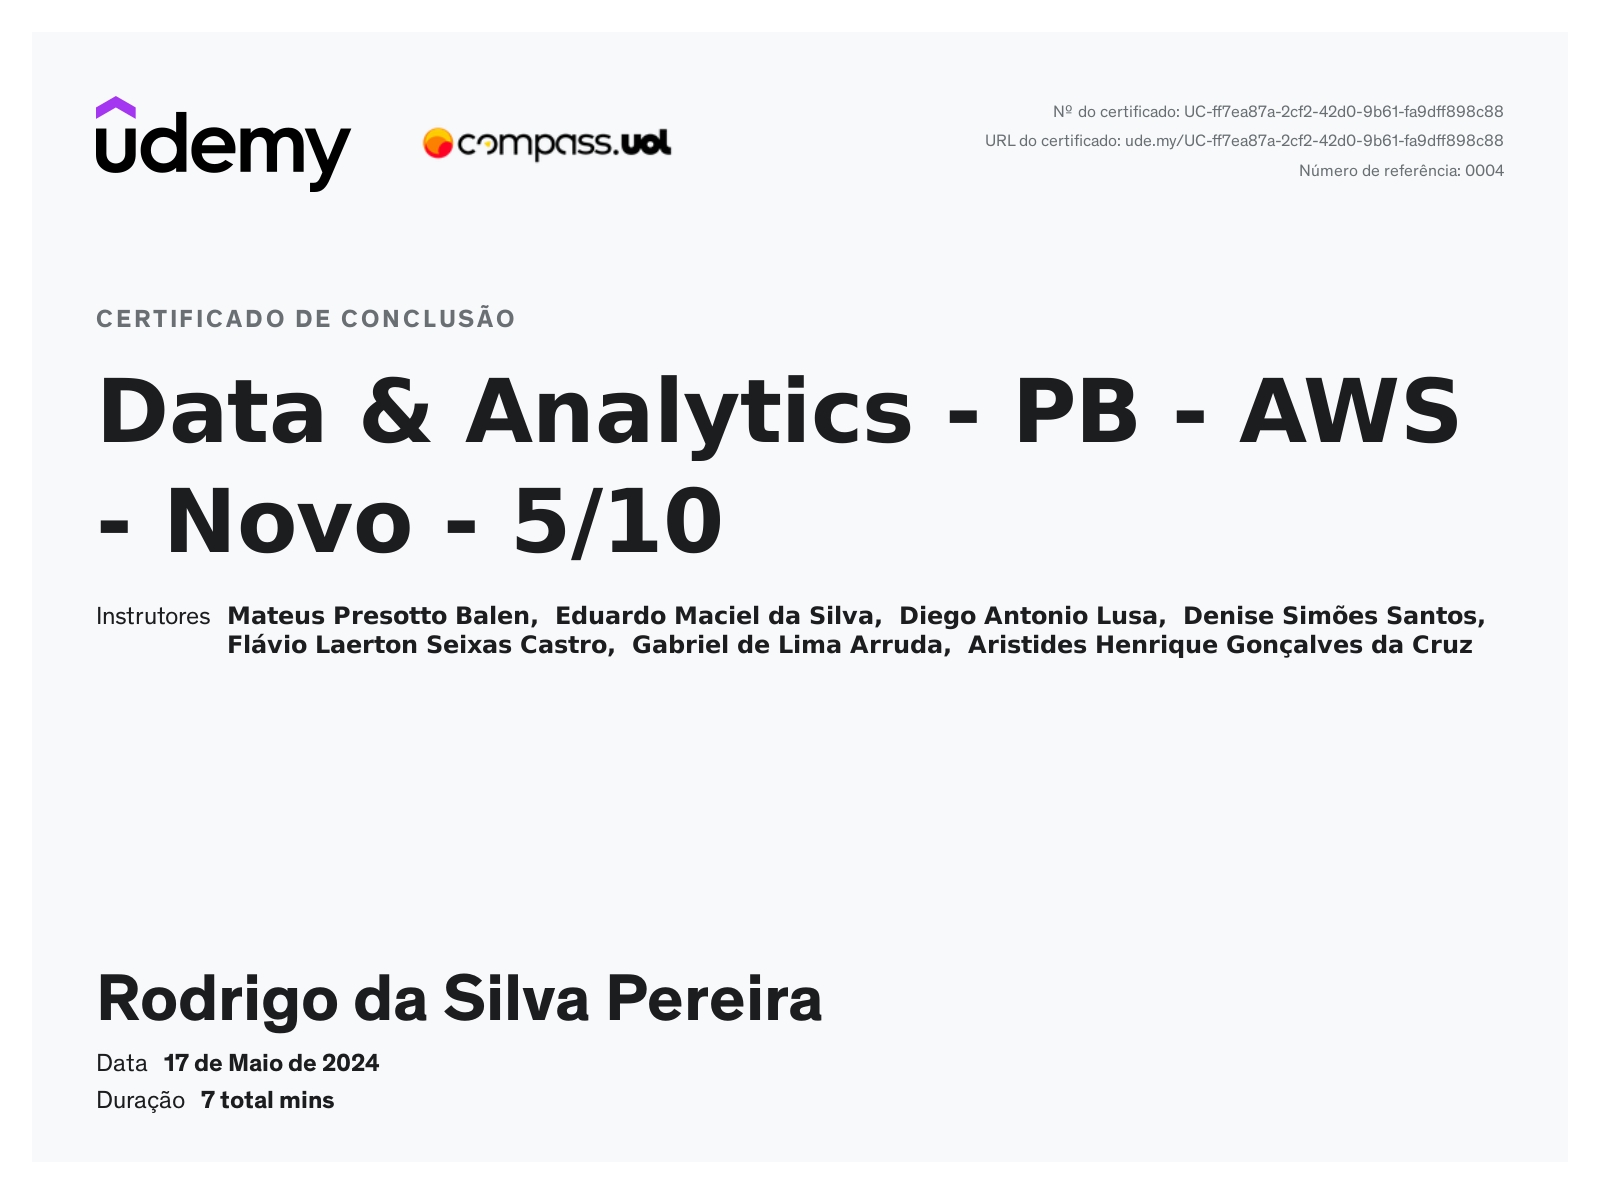 udemy
compass.uol
Nº do certificado: UC-ff7ea87a-2cf2-42d0-9b61-fa9dff898c88
URL do certificado: ude.my/UC-ff7ea87a-2cf2-42d0-9b61-fa9dff898c88
Número de referência: 0004
CERTIFICADO DE CONCLUSÃO
Data & Analytics - PB - AWS
- Novo - 5/10
Instrutores Mateus Presotto Balen, Eduardo Maciel da Silva, Diego Antonio Lusa, Denise Simões Santos,
Flávio Laerton Seixas Castro, Gabriel de Lima Arruda, Aristides Henrique Gonçalves da Cruz
Rodrigo da Silva Pereira
Data 17 de Maio de 2024
Duração 7 total mins